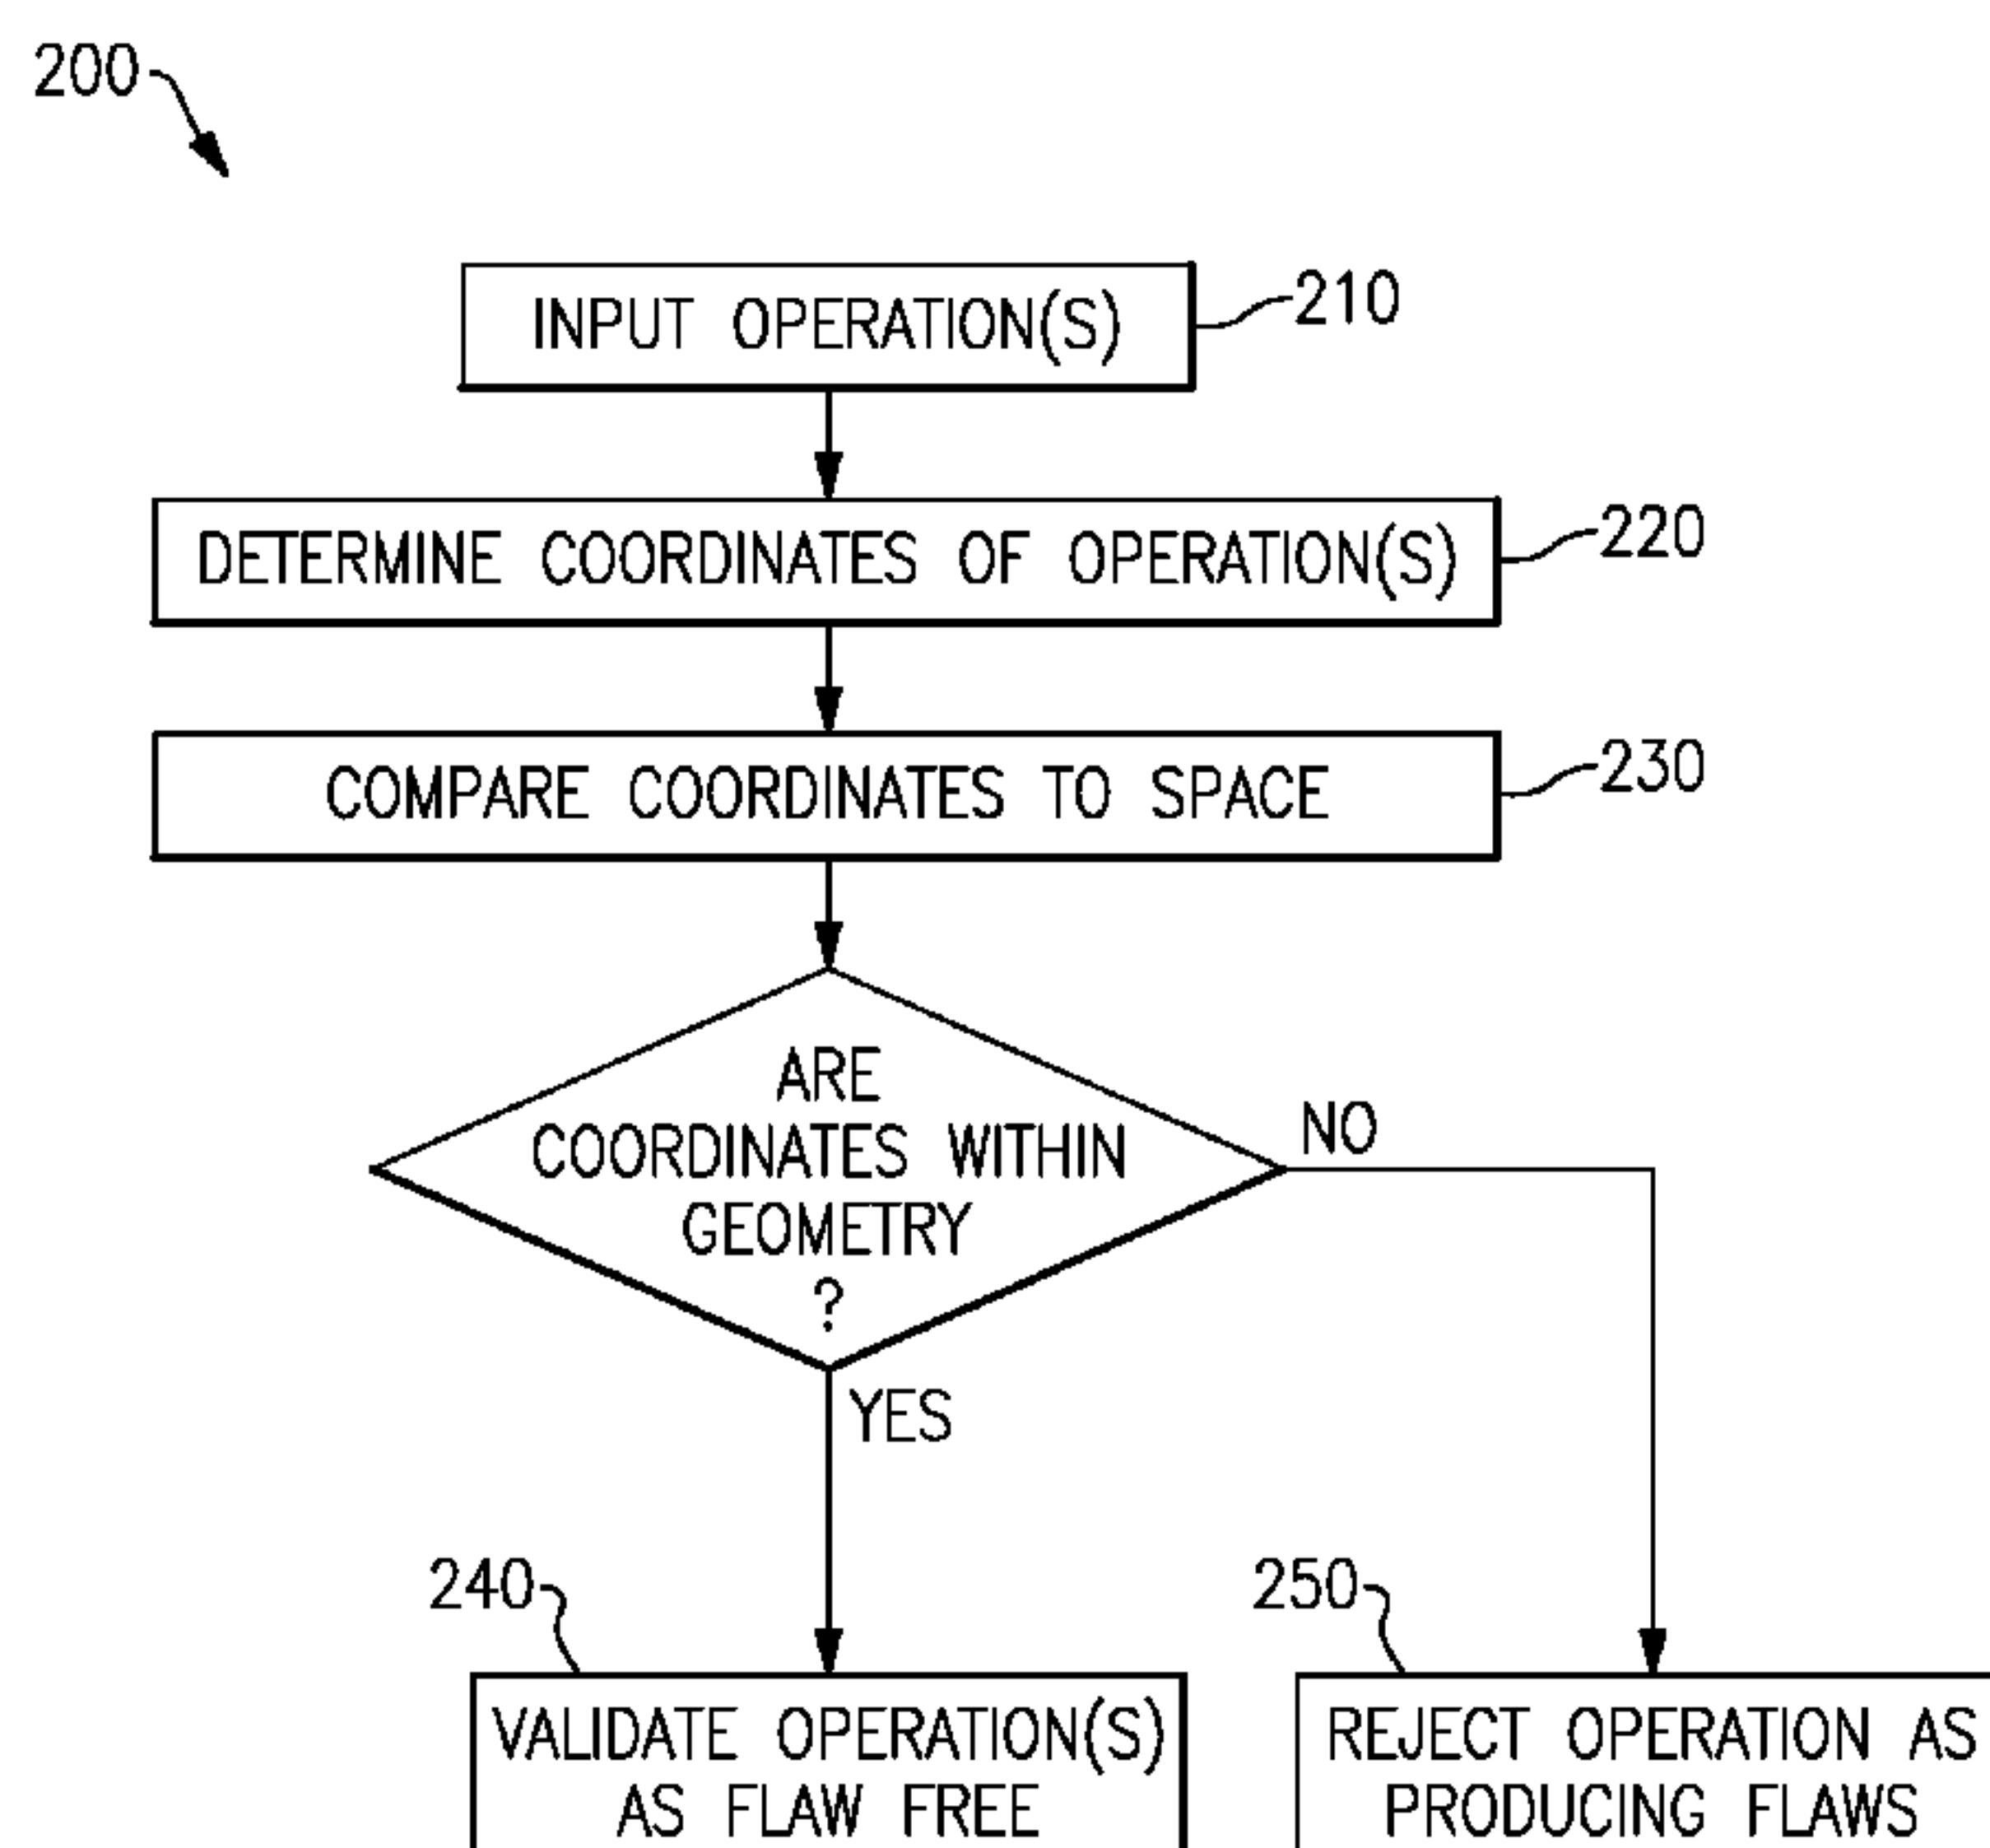 200
INPUT OPERATION(S)
210
DETERMINE COORDINATES OF OPERATION(S)
220
COMPARE COORDINATES TO SPACE
230
ARE
COORDINATES WITHIN
GEOMETRY
?
NO
YES
240
VALIDATE OPERATION(S)
AS FLAW FREE
250
REJECT OPERATION AS
PRODUCING FLAWS